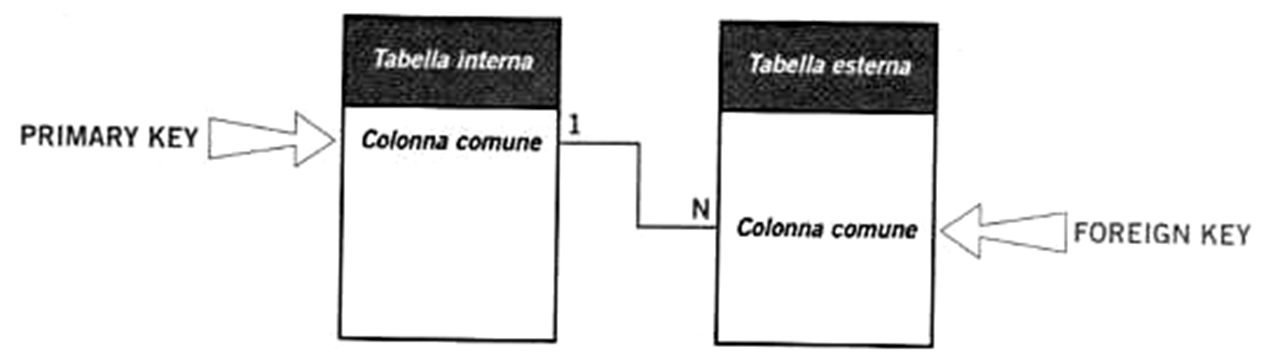 Tabella interna
Tabella esterna
PRIMARY KEY
Colonna comune
1
N
Colonna comune
FOREIGN KEY